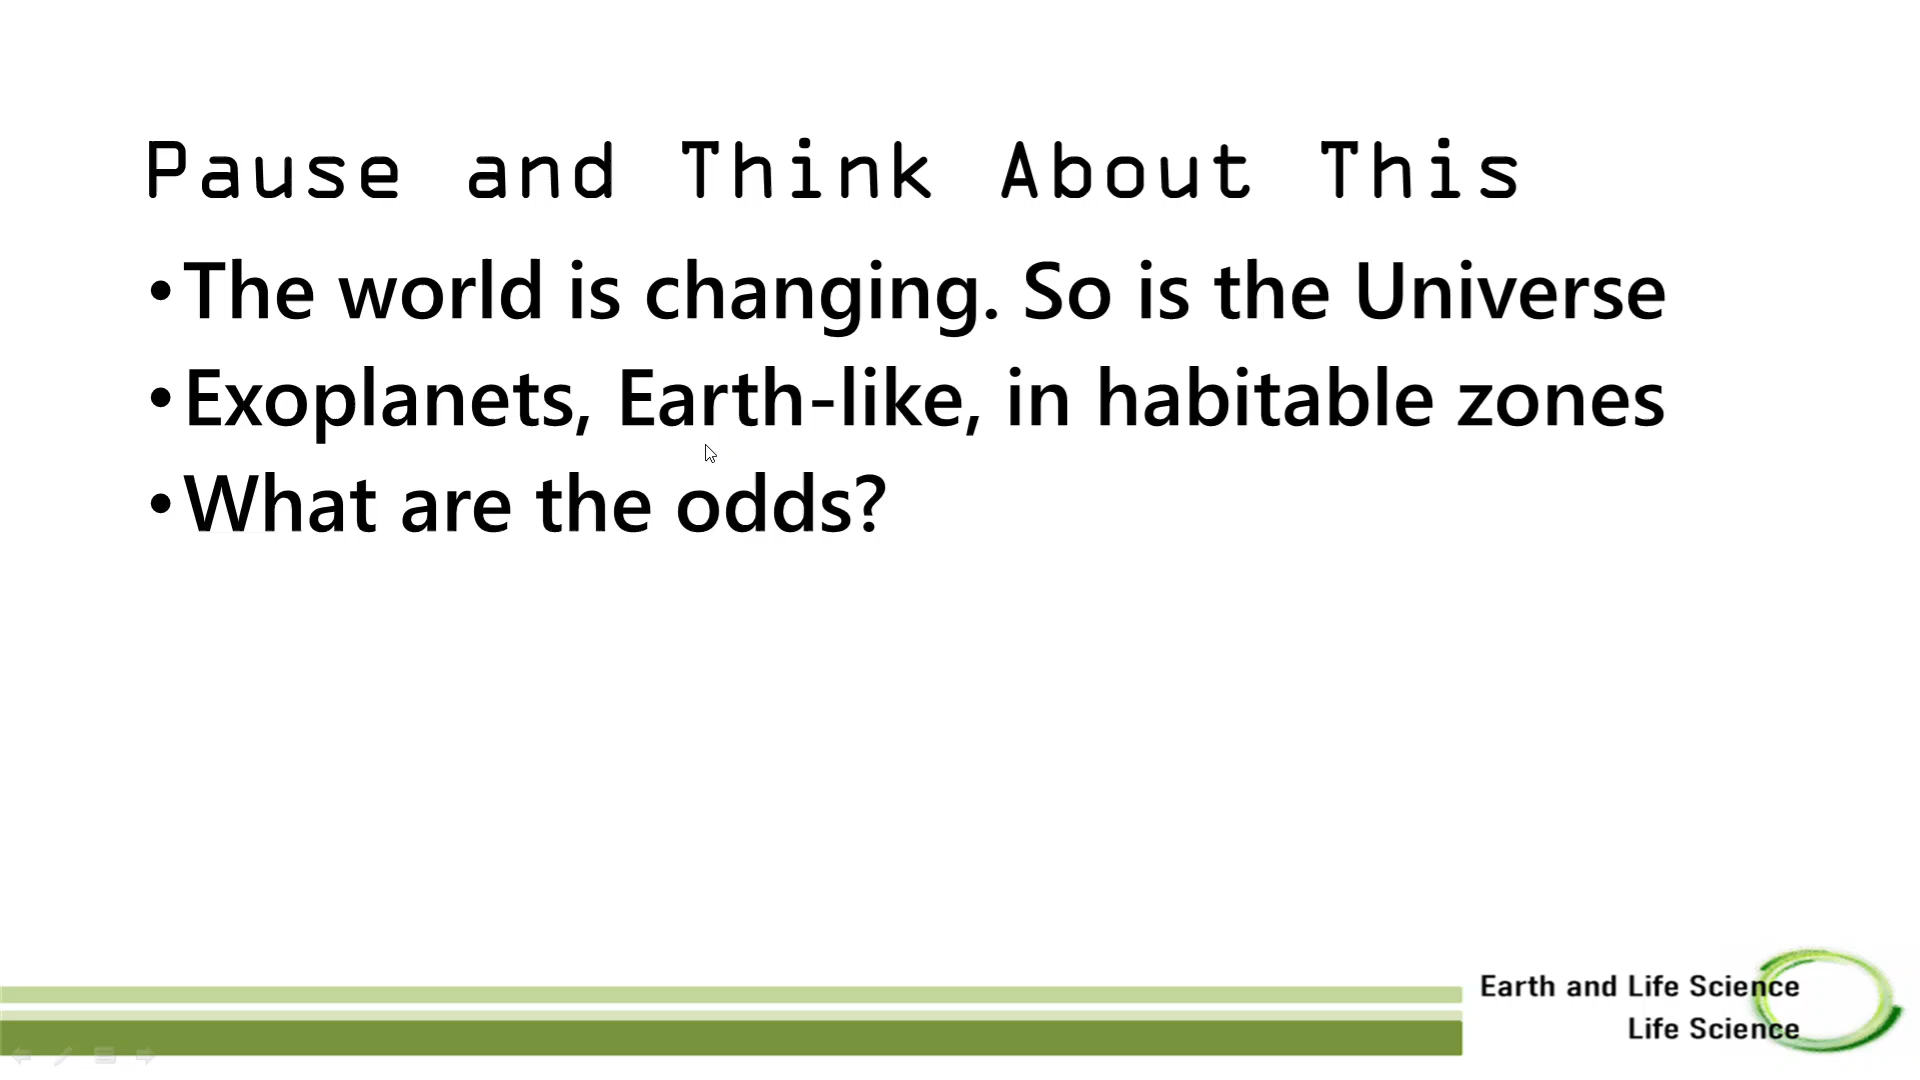 Pause and Think About This
•The world is changing. So is the Universe
•Exoplanets, Earth-like, in habitable zones
•What are the odds?
Earth and Life Science
Life Science